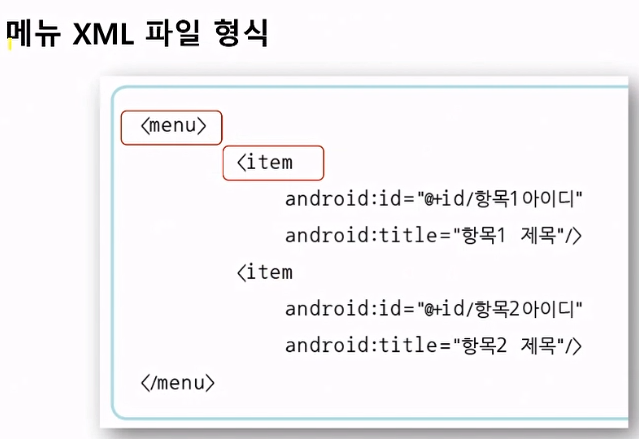 메뉴 XML 파일 형식
<menu>
<item
android:id="@+id/항목1아이디"
android:title="항목1 제목"/>
<item
android:id="@+id/항목2아이디"
android:title="항목2 제목"/>
</menu>